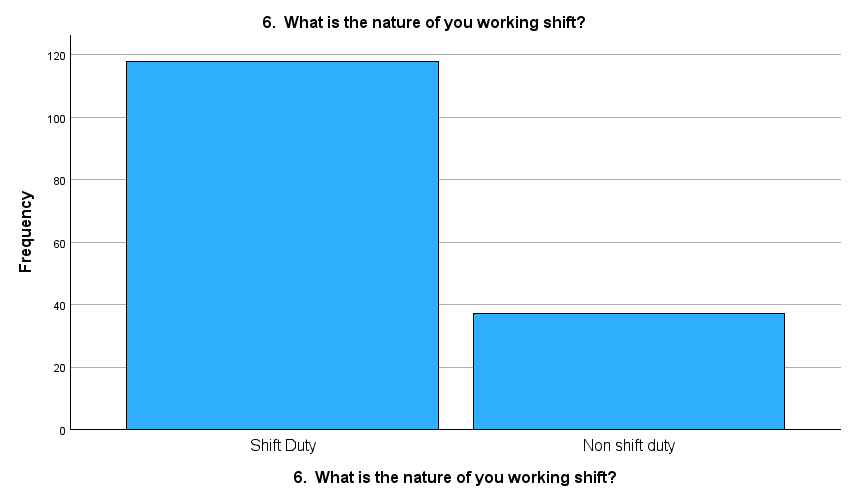 6. What is the nature of you working shift?
Frequency
120
100
80
60
40
20
0
Shift Duty
Non shift duty
6. What is the nature of you working shift?